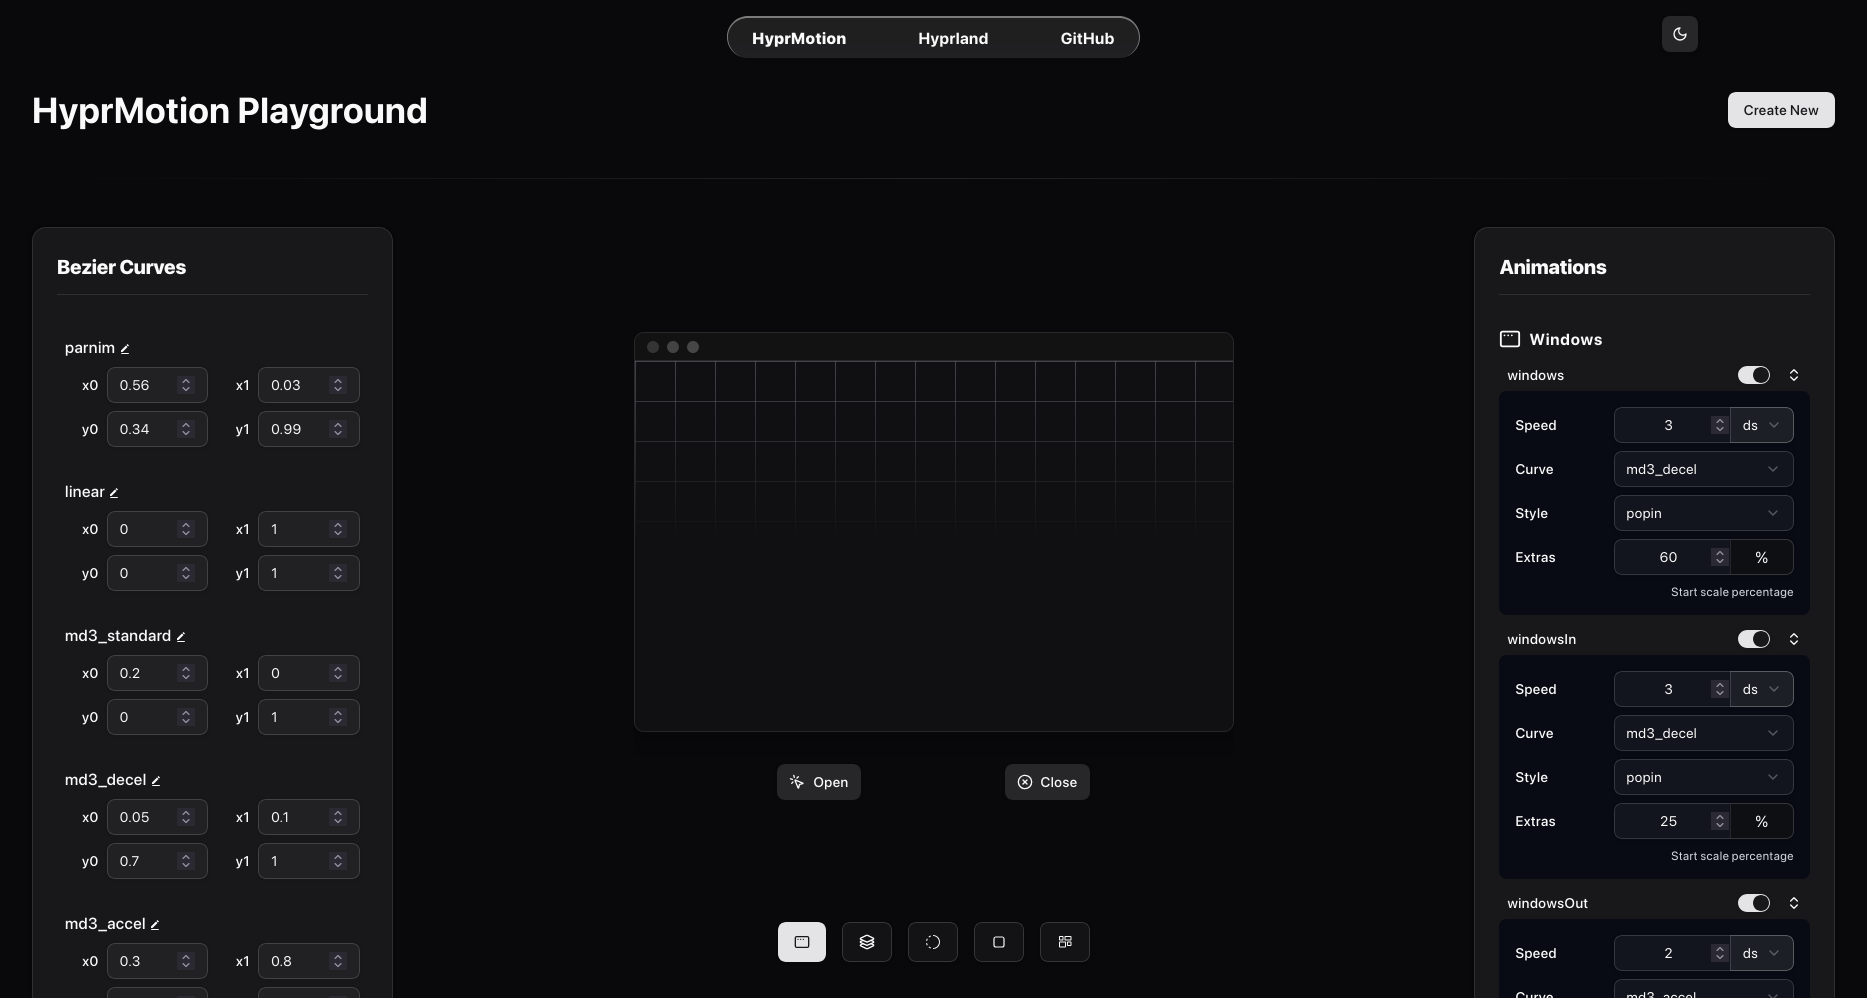 HyprMotion Hyprland GitHub
HyprMotion Playground
Create New
Bezier Curves
parnim
x0 0.56 x1 0.03
y0 0.34 y1 0.99
linear
x0 0 x1 1
y0 0 y1 1
md3_standard
x0 0.2 x1 0
y0 0 y1 1
md3_decel
x0 0.05 x1 0.1
y0 0.7 y1 1
md3_accel
x0 0.3 x1 0.8
Open
Close
Animations
Windows
windows
Speed 3 ds
Curve md3_decel
Style popin
Extras 60 %
Start scale percentage
windowsIn
Speed 3 ds
Curve md3_decel
Style popin
Extras 25 %
Start scale percentage
windowsOut
Speed 2 ds
Curve md3_accel